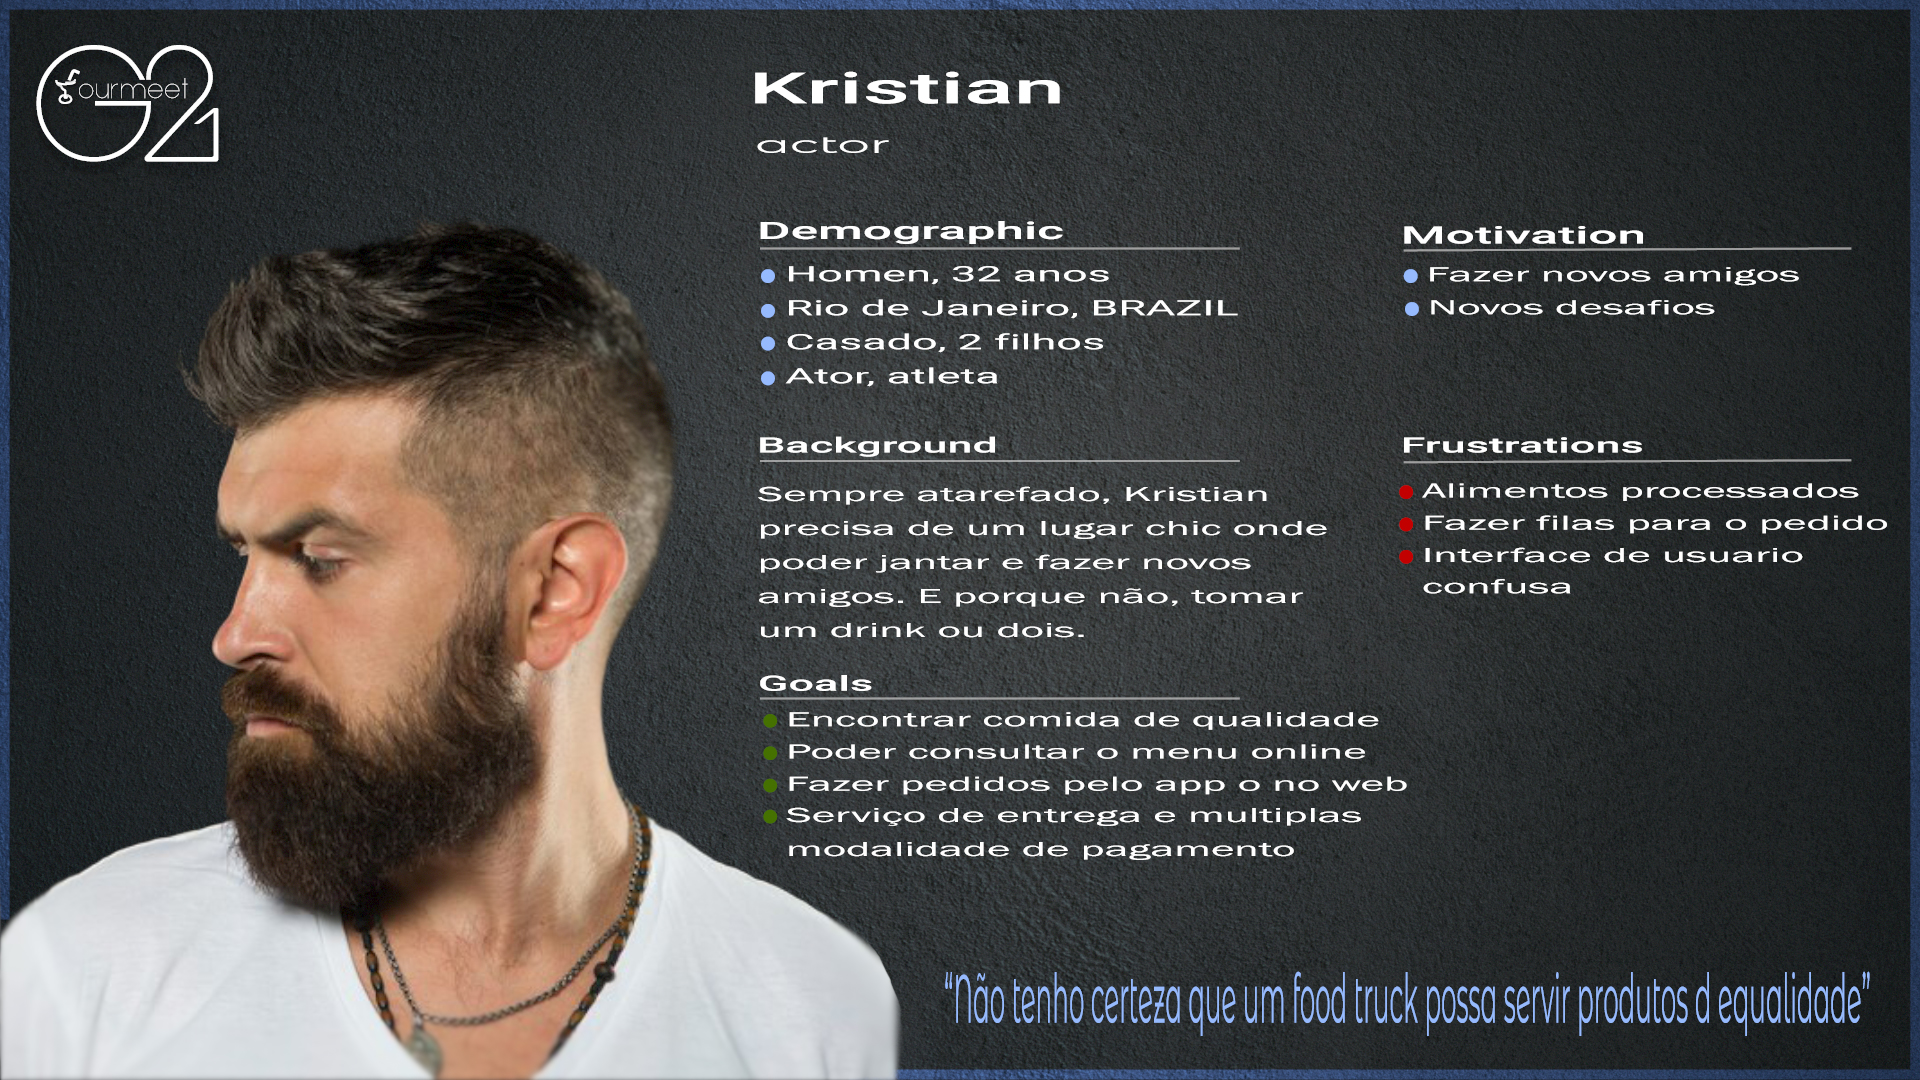 Gourmeet
24
Kristian
actor
Demographic
Homen, 32 anos
Rio de Janeiro, BRAZIL
Casado, 2 filhos
Ator, atleta
Background
Sempre atarefado, Kristian
precisa de um lugar chic onde
poder jantar e fazer novos
amigos. E porque não, tomar
um drink ou dois.
Goals
Encontrar comida de qualidade
Poder consultar o menu online
Fazer pedidos pelo app o no web
Serviço de entrega e multiplas
modalidade de pagamento
Motivation
Fazer novos amigos
Novos desafios
Frustrations
Alimentos processados
Fazer filas para o pedido
Interface de usuario
confusa
“Não tenho certeza que um food truck possa servir produtos d equalidade”